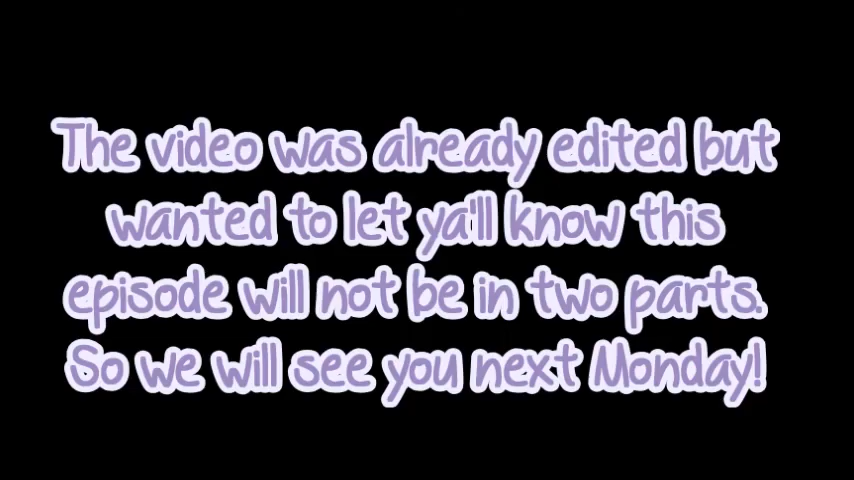 The video was already edited but
wanted to let ya'll know this
episode will not be in two parts.
So we will see you next Monday!